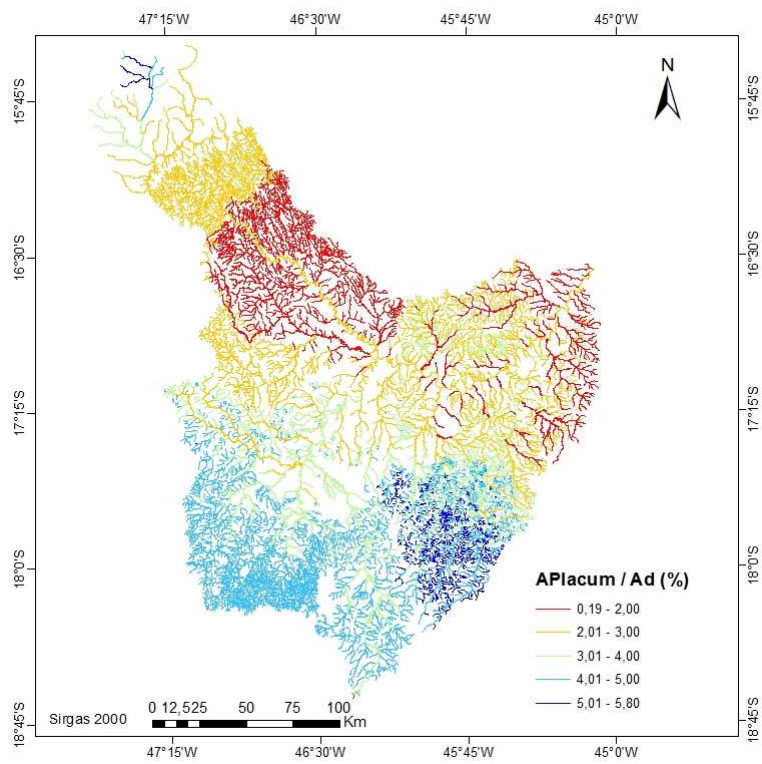 47°15'W 46°30'W 45°45'W 45°0'W
N
15°45'S 15°45'S
16°30'S 16°30'S
17°15'S 17°15'S
18°0'S 18°0'S
APlacum / Ad (%)
0,19 - 2,00
2,01 - 3,00
3,01 - 4,00
4,01 - 5,00
5,01 - 5,80
0 12,525 50 75 100
Km
Sirgas 2000
18°45'S 18°45'S
47°15'W 46°30'W 45°45'W 45°0'W